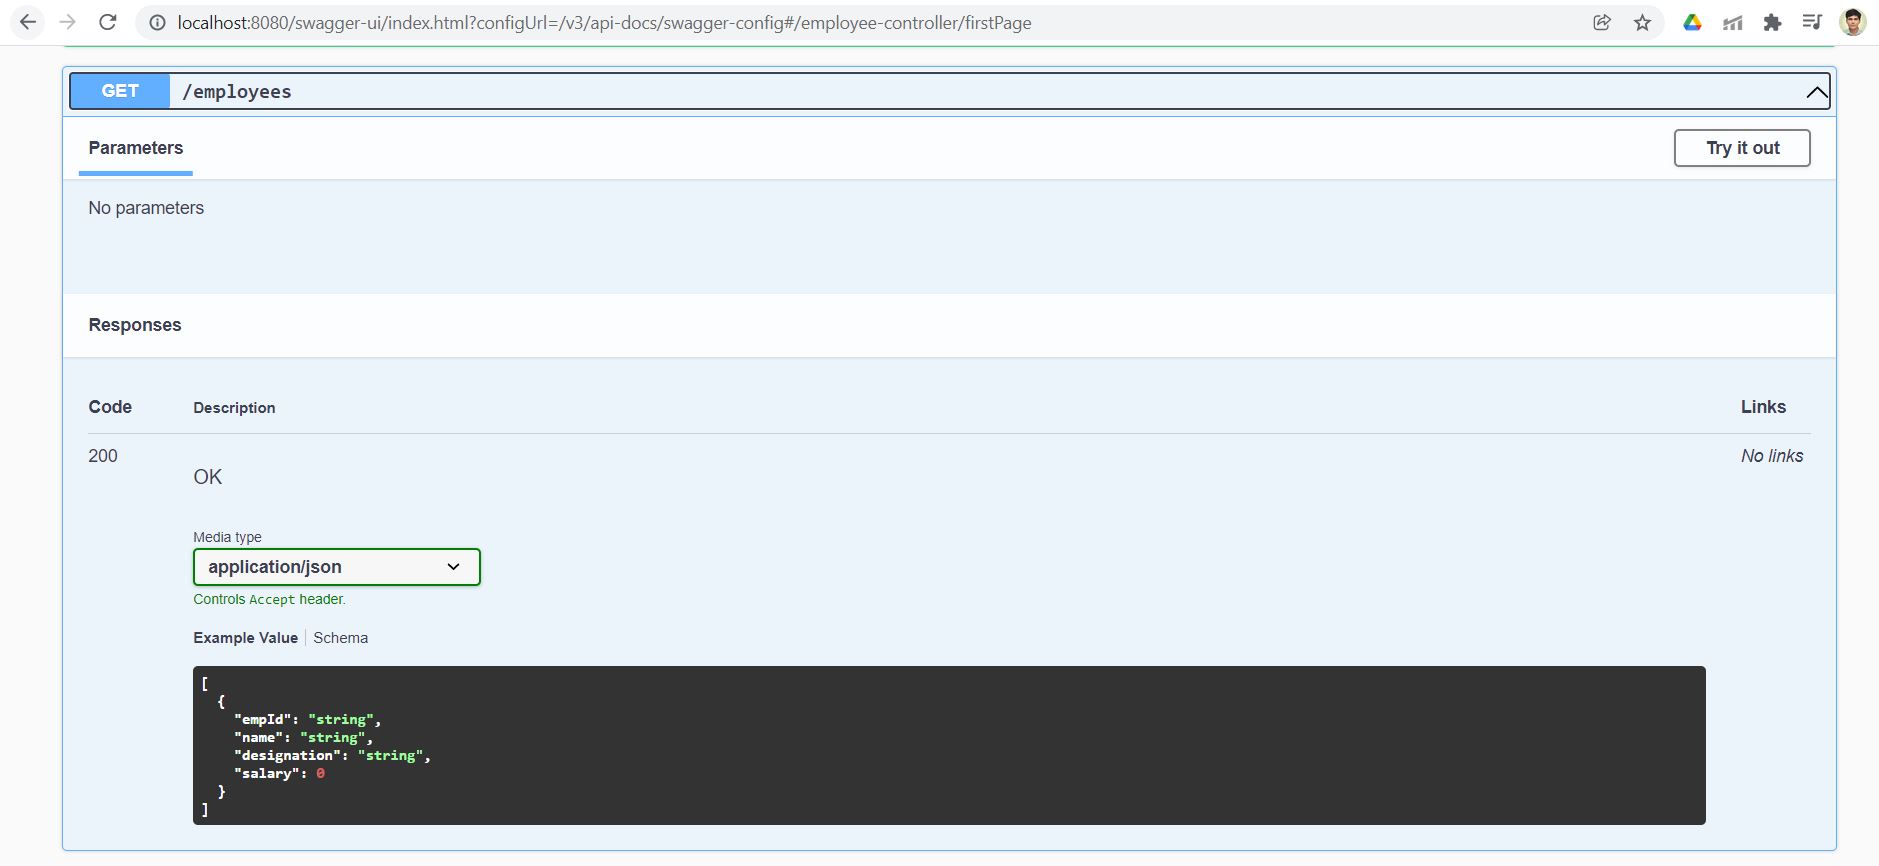 localhost:8080/swagger-ui/index.html?configUrl=/v3/api-docs/swagger-config#/employee-controller/firstPage
GET /employees
Parameters Try it out
No parameters
Responses
Code Description Links
200 No links
OK
Media type
application/json
Controls Accept header.
Example Value Schema
[
  {
    "empId": "string",
    "name": "string",
    "designation": "string",
    "salary": 0
  }
]